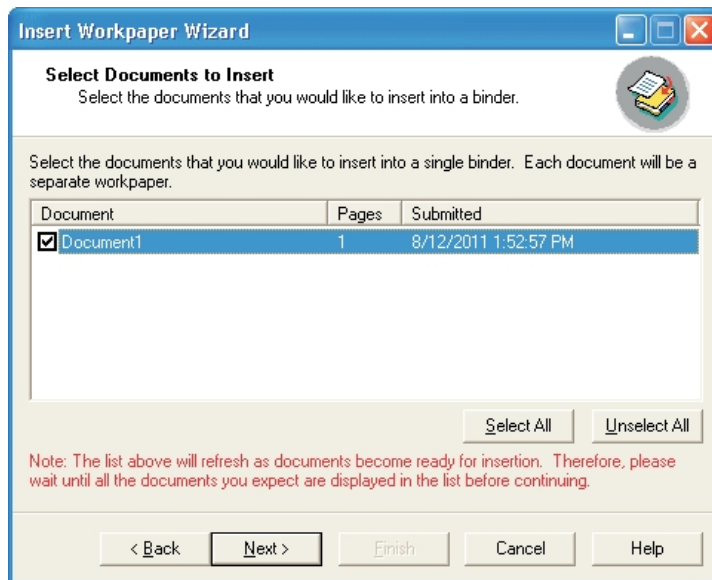 Insert Workpaper Wizard
Select Documents to Insert
Select the documents that you would like to insert into a binder.
Select the documents that you would like to insert into a single binder.  Each document will be a
separate workpaper.
Document Pages Submitted
Document1 1 8/12/2011 1:52:57 PM
Select All Unselect All
Note: The list above will refresh as documents become ready for insertion.  Therefore, please
wait until all the documents you expect are displayed in the list before continuing.
< Back Next > Finish Cancel Help